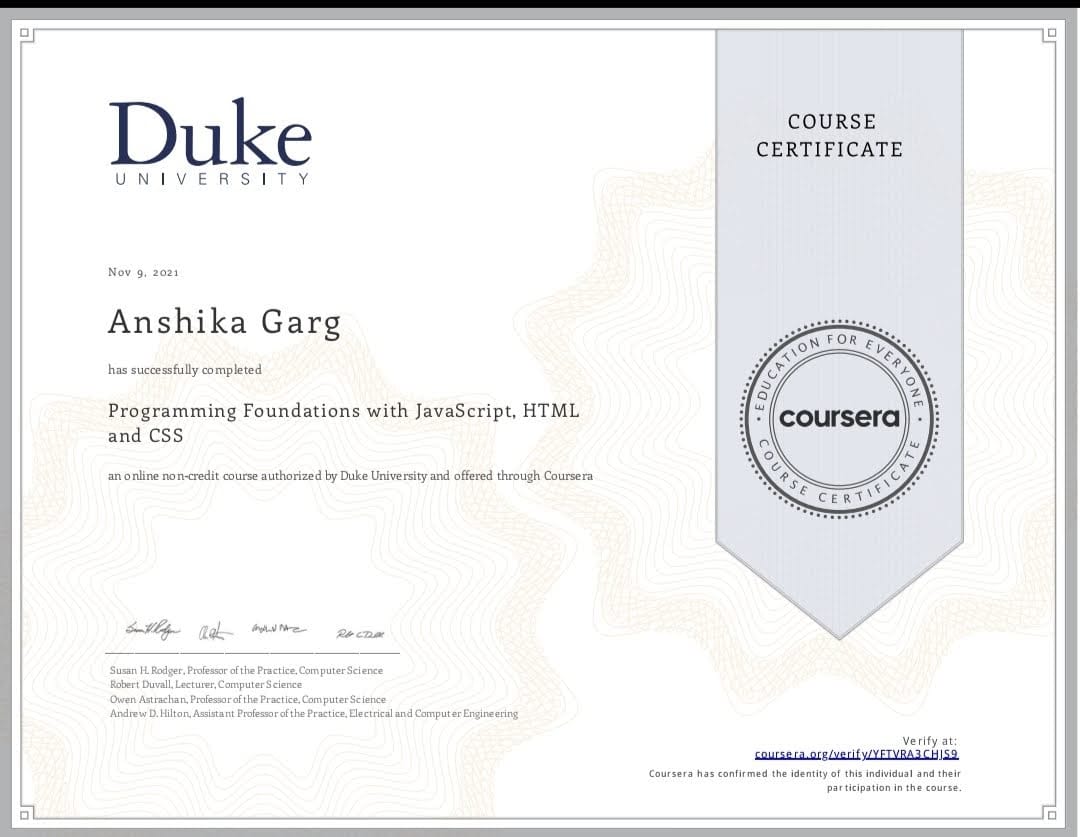 Duke
UNIVERSITY
COURSE
CERTIFICATE
Nov 9, 2021
Anshika Garg
has successfully completed
Programming Foundations with JavaScript, HTML
and CSS
an online non-credit course authorized by Duke University and offered through Coursera
EDUCATION FOR EVERYONE
coursera
COURSE CERTIFICATE
Susan H. Rodger, Professor of the Practice, Computer Science
Robert Duvall, Lecturer, Computer Science
Owen Astrachan, Professor of the Practice, Computer Science
Andrew D. Hilton, Assistant Professor of the Practice, Electrical and Computer Engineering
Verify at:
coursera.org/verify/YFTVRA3CHJS9
Coursera has confirmed the identity of this individual and their
participation in the course.